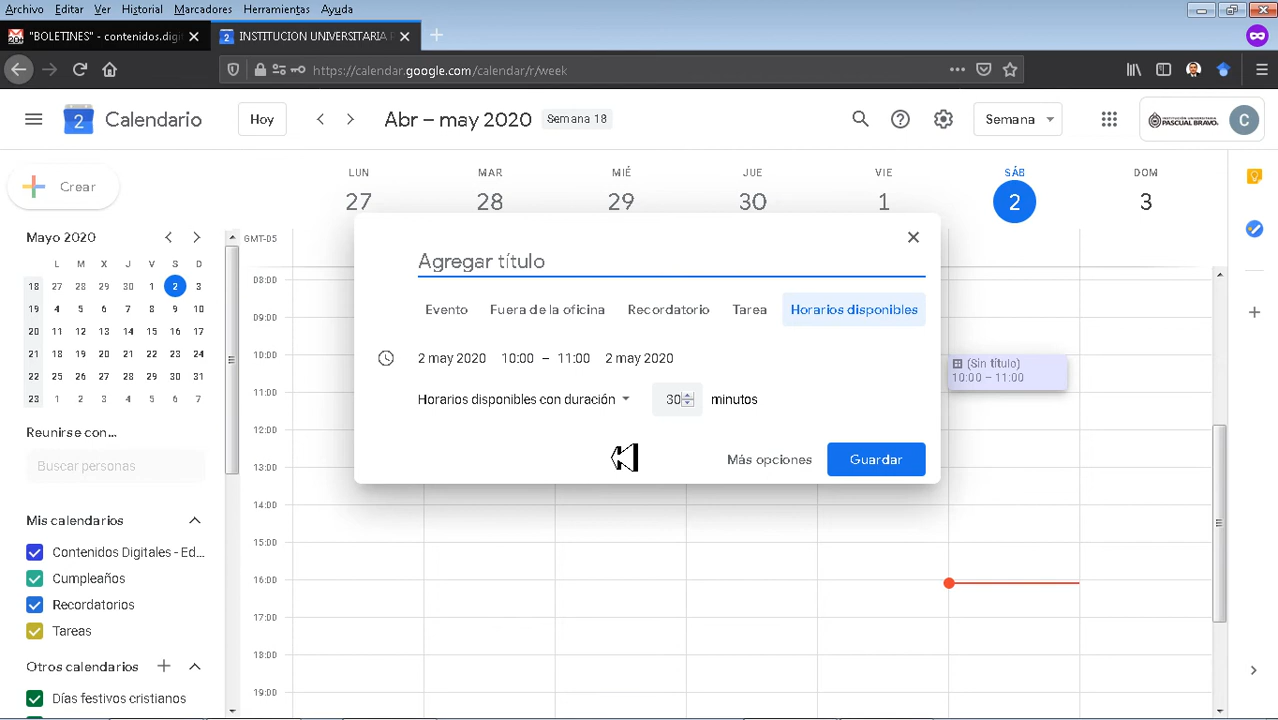 Archivo Editar Ver Historial Marcadores Herramientas Ayuda
20+ "BOLETINES" - contenidos.digi
2 INSTITUCION UNIVERSITARIA P
https://calendar.google.com/calendar/r/week
2 Calendario Hoy Abr – may 2020 Semana 18 Semana INSTITUCIÓN UNIVERSITARIA PASCUAL BRAVO C
Crear
LUN MAR MIÉ JUE VIE SÁB DOM
27 28 29 30 1 2 3
Mayo 2020
L M X J V S D
18 27 28 29 30 1 2 3
19 4 5 6 7 8 9 10
20 11 12 13 14 15 16 17
21 18 19 20 21 22 23 24
22 25 26 27 28 29 30 31
23 1 2 3 4 5 6 7
Reunirse con...
Buscar personas
Mis calendarios
Contenidos Digitales - Ed...
Cumpleaños
Recordatorios
Tareas
Otros calendarios
Días festivos cristianos
GMT-05
08:00
09:00
10:00
11:00
12:00
13:00
14:00
15:00
16:00
17:00
18:00
19:00
Agregar título
Evento Fuera de la oficina Recordatorio Tarea Horarios disponibles
2 may 2020 10:00 – 11:00 2 may 2020
Horarios disponibles con duración 30 minutos
Más opciones Guardar
(Sin título)
10:00 – 11:00